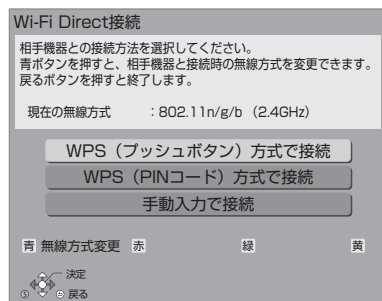 Wi-Fi Direct接続
相手機器との接続方法を選択してください。
青ボタンを押すと、相手機器と接続時の無線方式を変更できます。
戻るボタンを押すと終了します。
現在の無線方式　：802.11n/g/b （2.4GHz）
WPS（プッシュボタン）方式で接続
WPS（PINコード）方式で接続
手動入力で接続
青 無線方式変更 赤 緑 黄
決定
Ⓢ 戻る